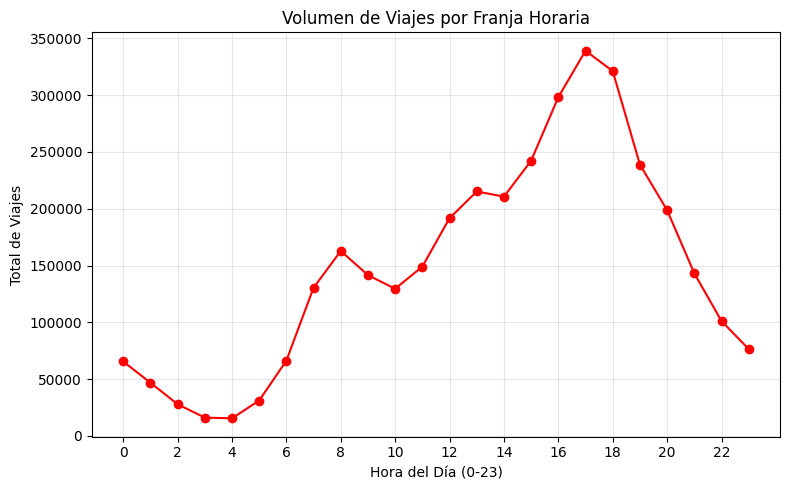 Volumen de Viajes por Franja Horaria
Total de Viajes
350000
300000
250000
200000
150000
100000
50000
0
0 2 4 6 8 10 12 14 16 18 20 22
Hora del Día (0-23)